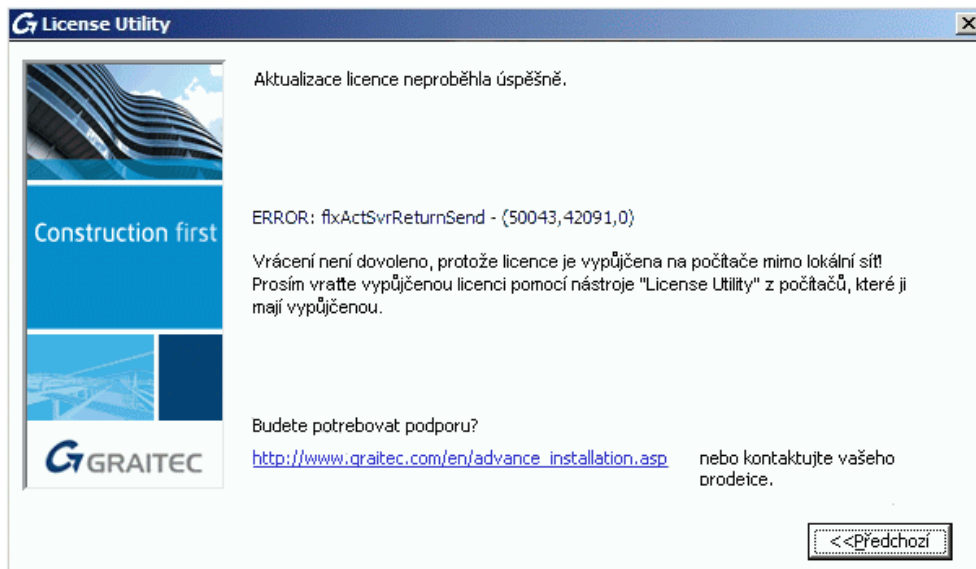 License Utility
Aktualizace licence neproběhla úspěšně.
Construction first
ERROR: flxActSvrReturnSend - (50043,42091,0)
Vrácení není dovoleno, protože licence je vypůjčena na počítače mimo lokální síť!
Prosím vraťte vypůjčenou licenci pomocí nástroje "License Utility" z počítačů, které ji
mají vypůjčenou.
Budete potrebovat podporu?
http://www.graitec.com/en/advance_installation.asp nebo kontaktujte vašeho
prodejce.
GRAITEC
<<Předchozí